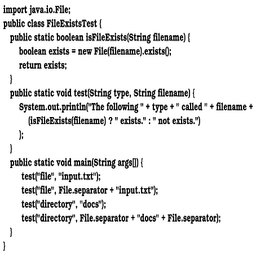 import java.io.File;
public class FileExistsTest {
public static boolean isFileExists(String filename) {
boolean exists = new File(filename).exists();
return exists;
}
public static void test(String type, String filename) {
System.out.println("The following " + type + " called " + filename +
(isFileExists(filename) ? " exists." : " not exists.")
);
}
public static void main(String args[]) {
test("file", "input.txt");
test("file", File.separator + "input.txt");
test("directory", "docs");
test("directory", File.separator + "docs" + File.separator);
}
}